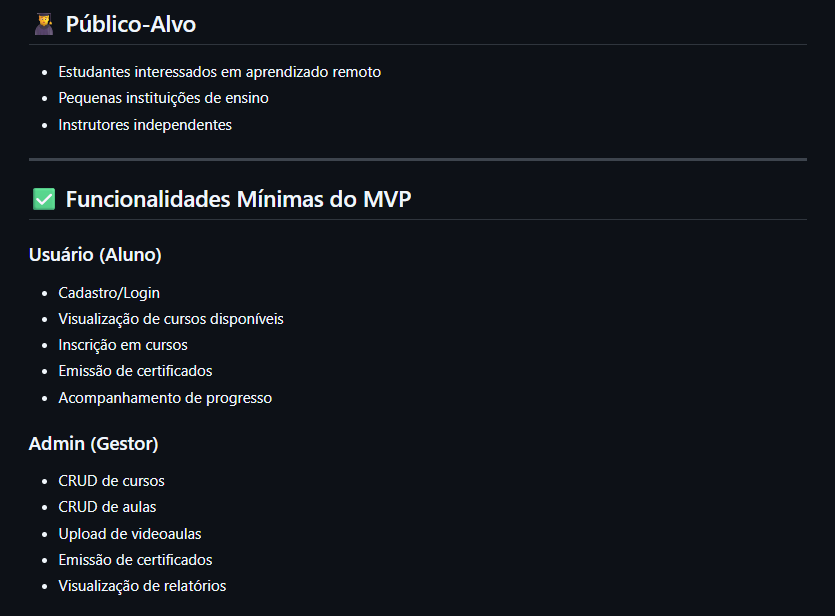 Público-Alvo
Estudantes interessados em aprendizado remoto
Pequenas instituições de ensino
Instrutores independentes
Funcionalidades Mínimas do MVP
Usuário (Aluno)
Cadastro/Login
Visualização de cursos disponíveis
Inscrição em cursos
Emissão de certificados
Acompanhamento de progresso
Admin (Gestor)
CRUD de cursos
CRUD de aulas
Upload de videoaulas
Emissão de certificados
Visualização de relatórios